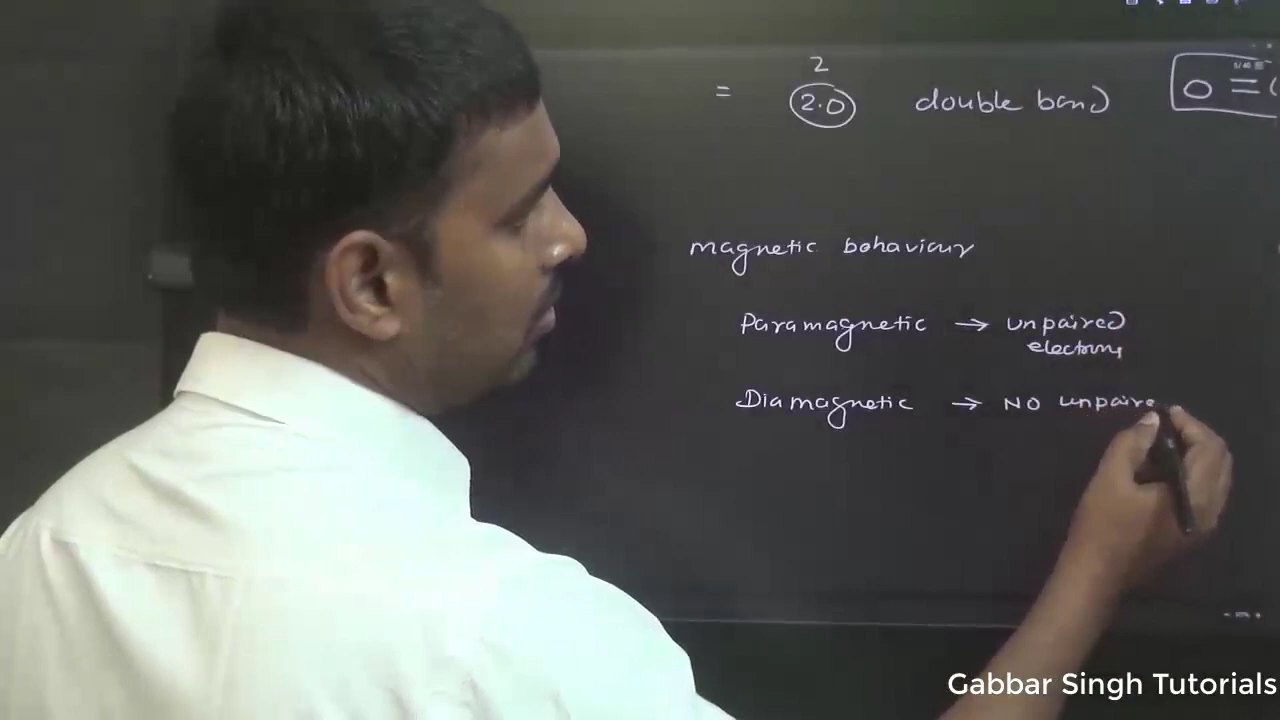 2
= 2.0 double bond
O =
magnetic behaviour
Paramagnetic → unpaired
electrons
Diamagnetic → NO unpaire
Gabbar Singh Tutorials